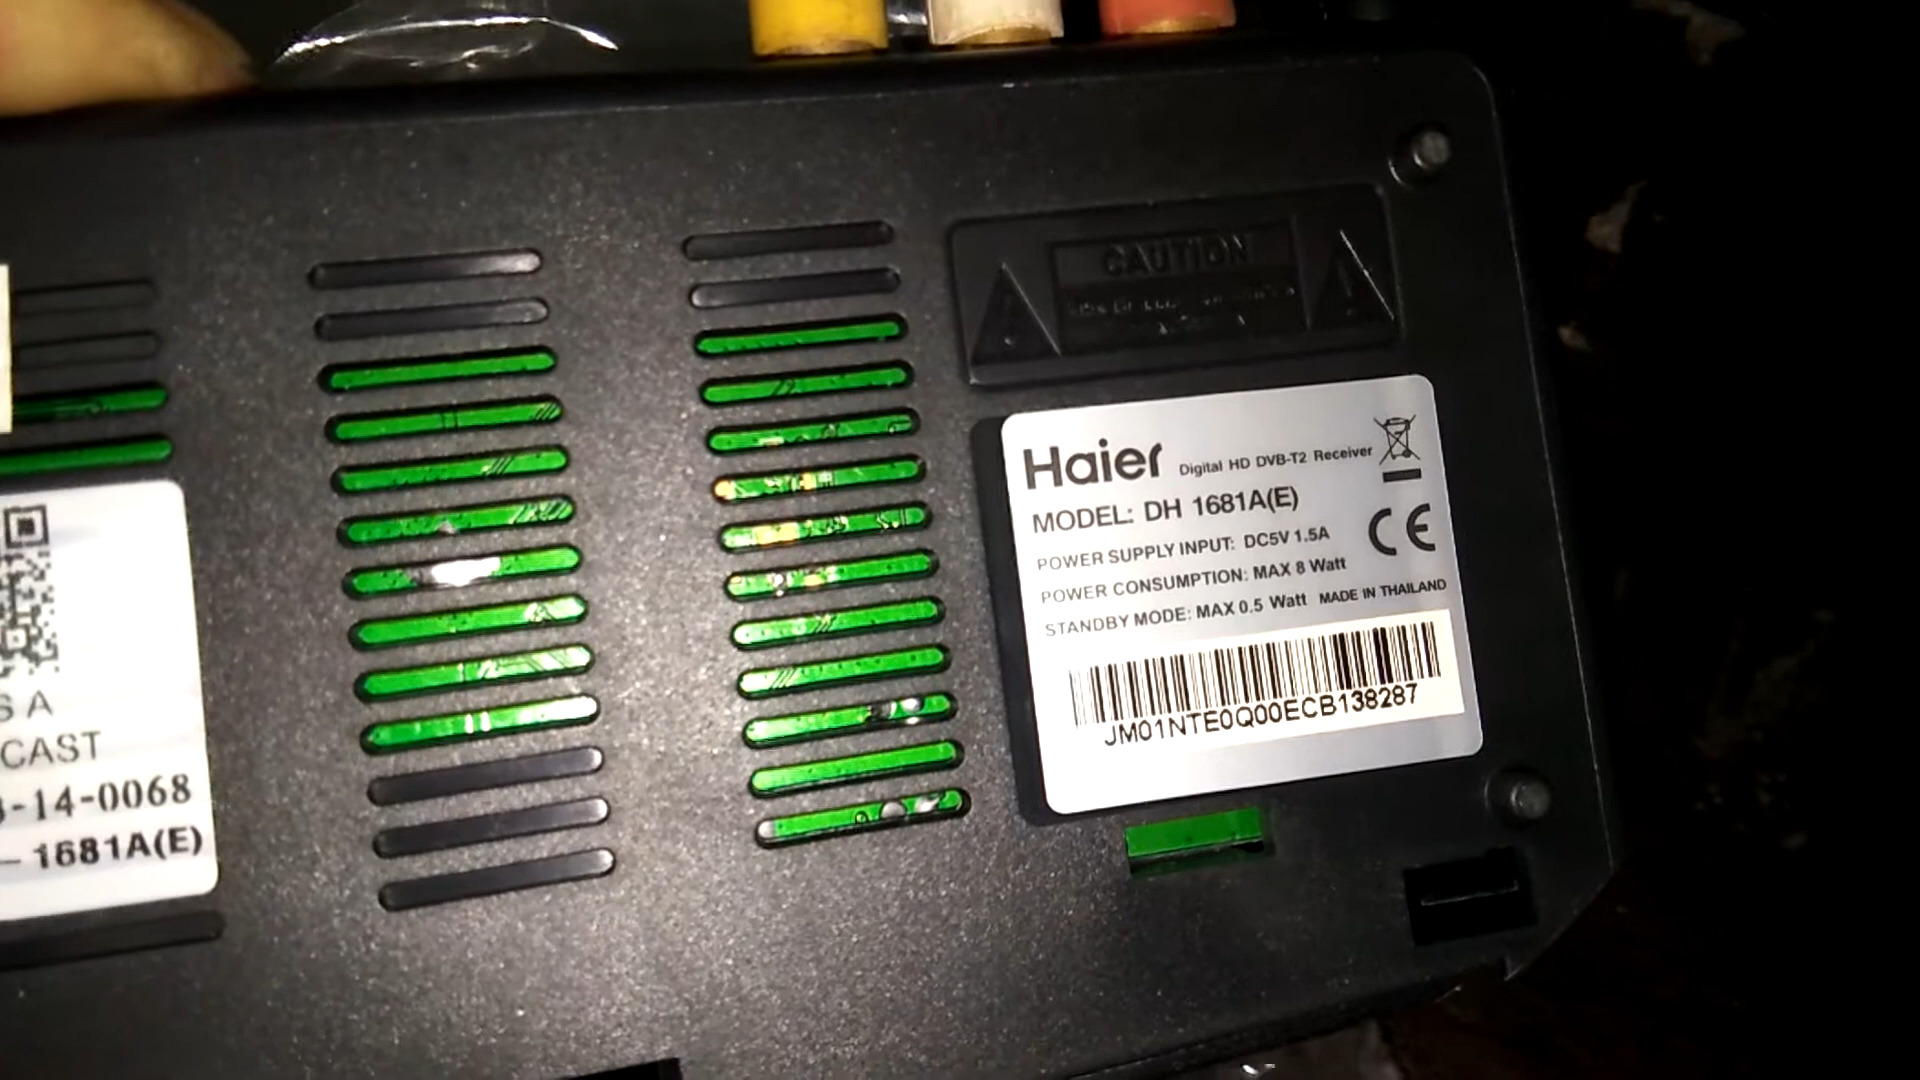 CAUTION
Haier Digital HD DVB-T2 Receiver
MODEL: DH 1681A(E)
POWER SUPPLY INPUT: DC5V 1.5A
POWER CONSUMPTION: MAX 8 Watt
STANDBY MODE: MAX 0.5 Watt MADE IN THAILAND
CE
JM01NTE0Q00ECB138287
S A
CAST
-14-0068
- 1681A(E)